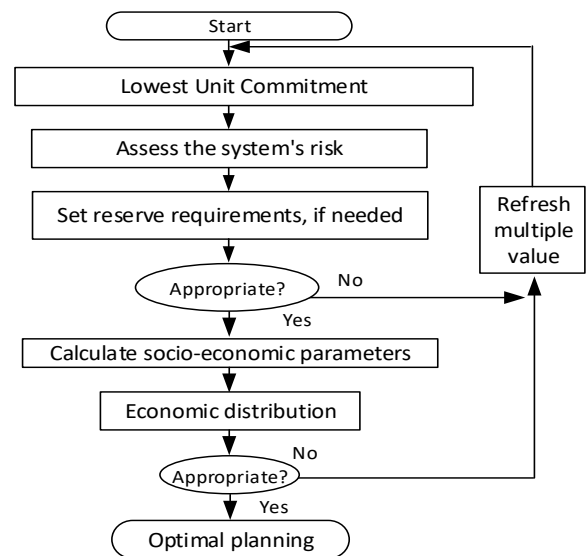 Start
Lowest Unit Commitment
Assess the system's risk
Set reserve requirements, if needed
Refresh
multiple
value
Appropriate?
No
Yes
Calculate socio-economic parameters
Economic distribution
No
Appropriate?
Yes
Optimal planning